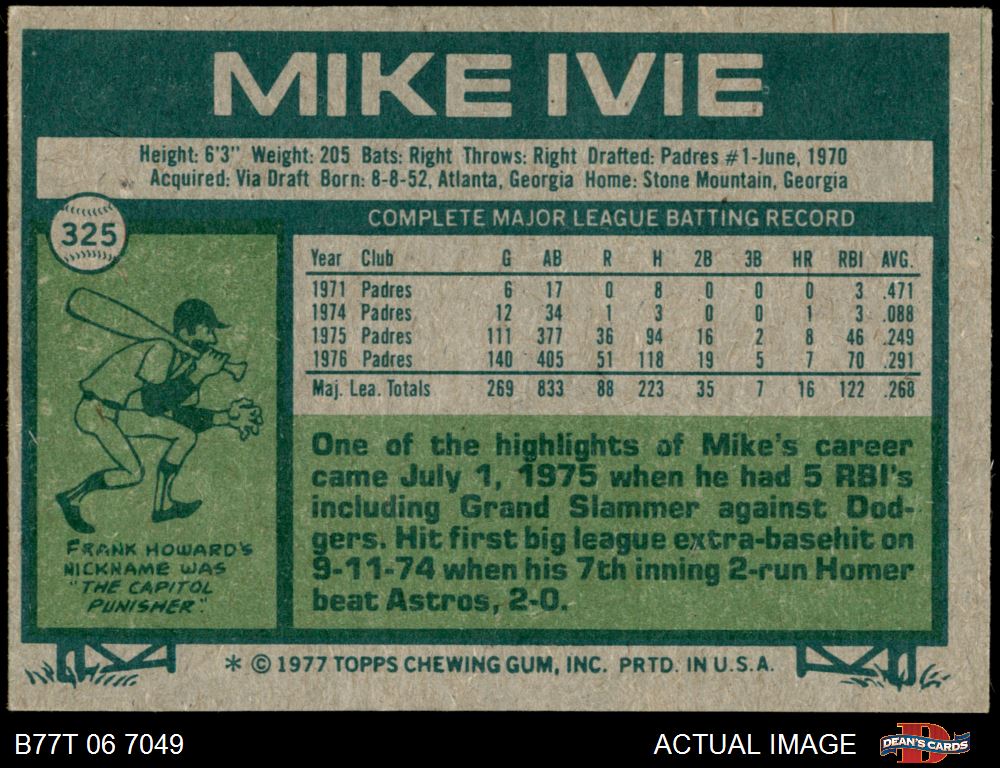 MIKE IVIE
Height: 6'3" Weight: 205 Bats: Right Throws: Right Drafted: Padres #1-June, 1970
Acquired: Via Draft Born: 8-8-52, Atlanta, Georgia Home: Stone Mountain, Georgia
325
COMPLETE MAJOR LEAGUE BATTING RECORD
Year Club G AB R H 2B 3B HR RBI AVG.
1971 Padres 6 17 0 8 0 0 0 3 .471
1974 Padres 12 34 1 3 0 0 1 3 .088
1975 Padres 111 377 36 94 16 2 8 46 .249
1976 Padres 140 405 51 118 19 5 7 70 .291
Maj. Lea. Totals 269 833 88 223 35 7 16 122 .268
One of the highlights of Mike's career
came July 1, 1975 when he had 5 RBI's
including Grand Slammer against Dod-
gers. Hit first big league extra-basehit on
9-11-74 when his 7th inning 2-run Homer
beat Astros, 2-0.
FRANK HOWARD'S
NICKNAME WAS
"THE CAPITOL
PUNISHER".
* © 1977 TOPPS CHEWING GUM, INC. PRTD. IN U.S.A.
B77T 06 7049
ACTUAL IMAGE
DEAN'S CARDS